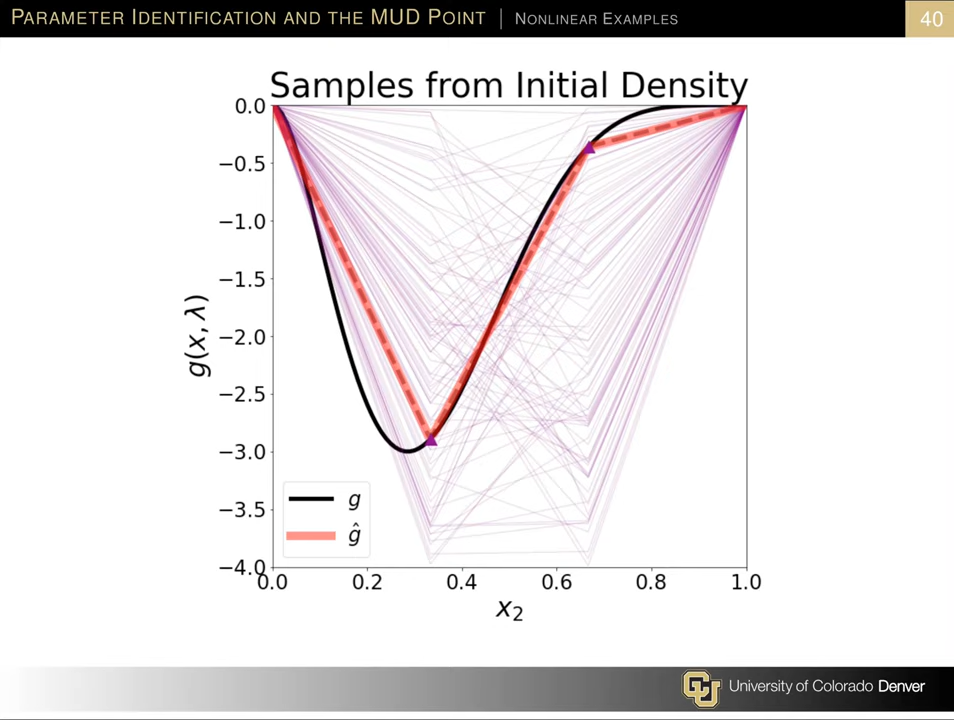 PARAMETER IDENTIFICATION AND THE MUD POINT | NONLINEAR EXAMPLES
40
Samples from Initial Density
0.0
−0.5
−1.0
−1.5
−2.0
−2.5
−3.0
−3.5
−4.0
g(x, λ)
g
ĝ
0.0 0.2 0.4 0.6 0.8 1.0
x₂
CU
University of Colorado Denver